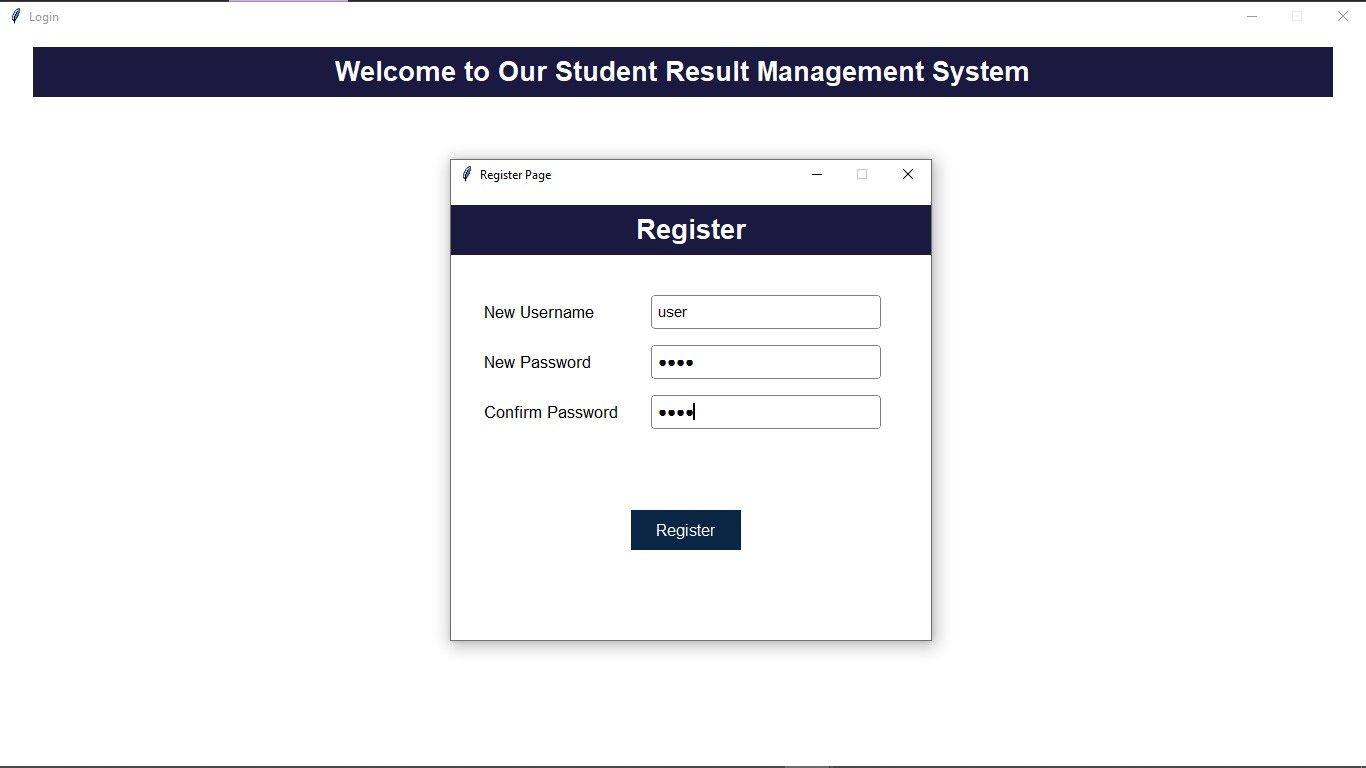 Login
Welcome to Our Student Result Management System
Register Page
Register
New Username user
New Password ●●●●
Confirm Password ●●●●
Register